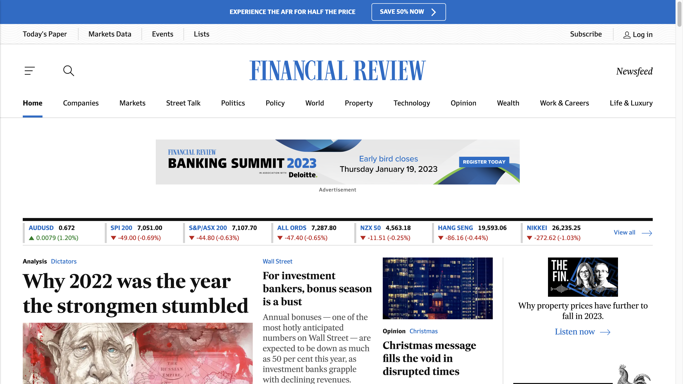 EXPERIENCE THE AFR FOR HALF THE PRICE
SAVE 50% NOW
Today's Paper
Markets Data
Events
Lists
Subscribe
Log in
FINANCIAL REVIEW
Newsfeed
Home
Companies
Markets
Street Talk
Politics
Policy
World
Property
Technology
Opinion
Wealth
Work & Careers
Life & Luxury
FINANCIAL REVIEW
BANKING SUMMIT 2023
Deloitte.
Early bird closes
Thursday January 19, 2023
REGISTER TODAY
Advertisement
AUDUSD 0.672
0.0079 (1.20%)
SPI 200 7,051.00
-49.00 (-0.69%)
S&P/ASX 200 7,107.70
-44.80 (-0.63%)
ALL ORDS 7,287.80
-47.40 (-0.65%)
NZX 50 4,563.18
-11.51 (-0.25%)
HANG SENG 19,593.06
-86.16 (-0.44%)
NIKKEI 26,235.25
-272.62 (-1.03%)
View all
Analysis Dictators
Why 2022 was the year
the strongmen stumbled
Wall Street
For investment
bankers, bonus season
is a bust
Annual bonuses — one of the
most hotly anticipated
numbers on Wall Street — are
expected to be down as much
as 50 per cent this year, as
investment banks grapple
with declining revenues.
Opinion Christmas
Christmas message
fills the void in
disrupted times
THE
FIN.
Why property prices have further to
fall in 2023.
Listen now